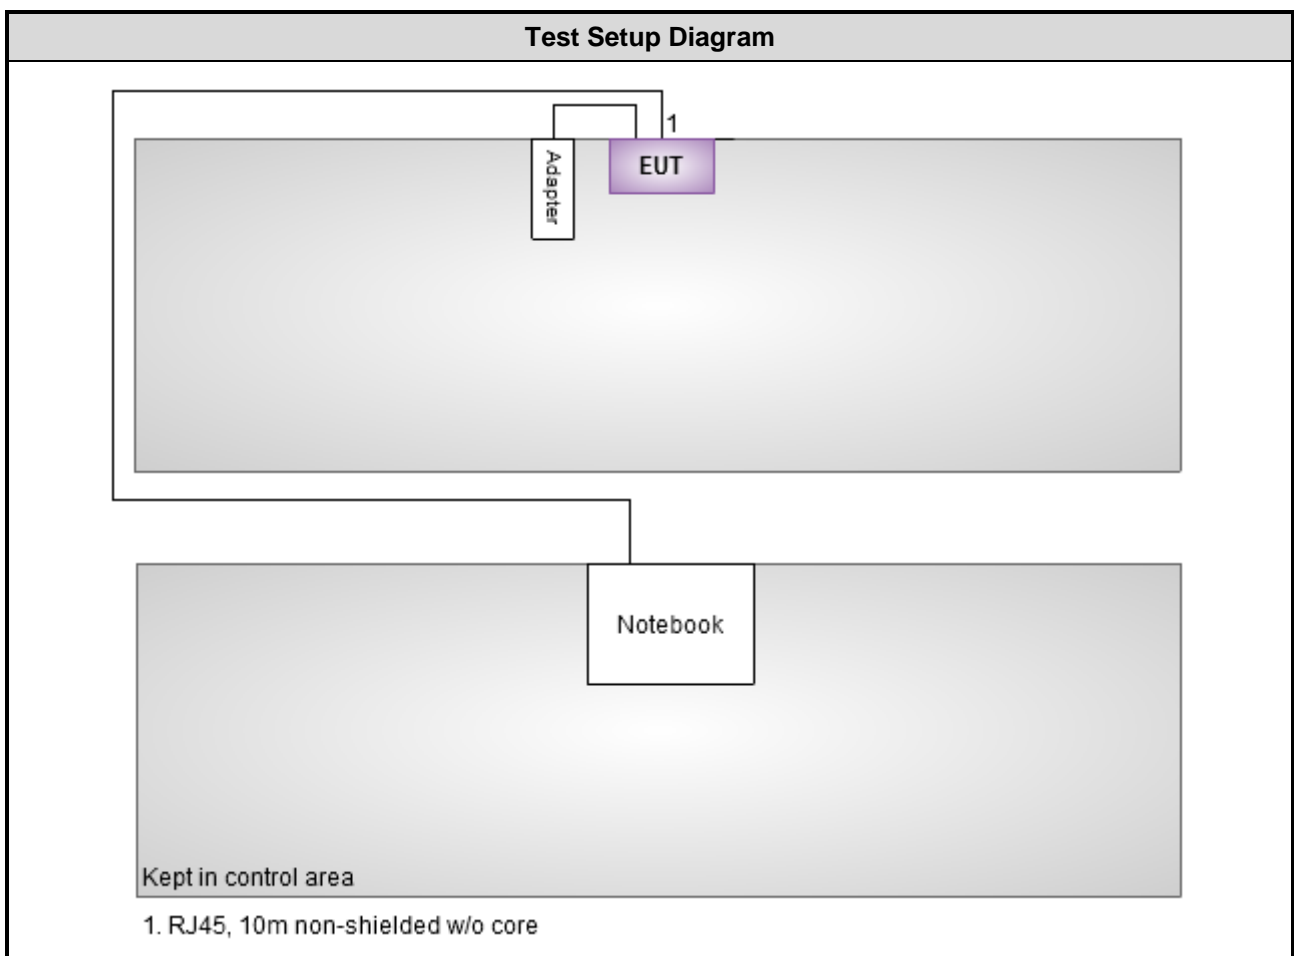 Test Setup Diagram
1
Adapter
EUT
Notebook
Kept in control area
1. RJ45, 10m non-shielded w/o core